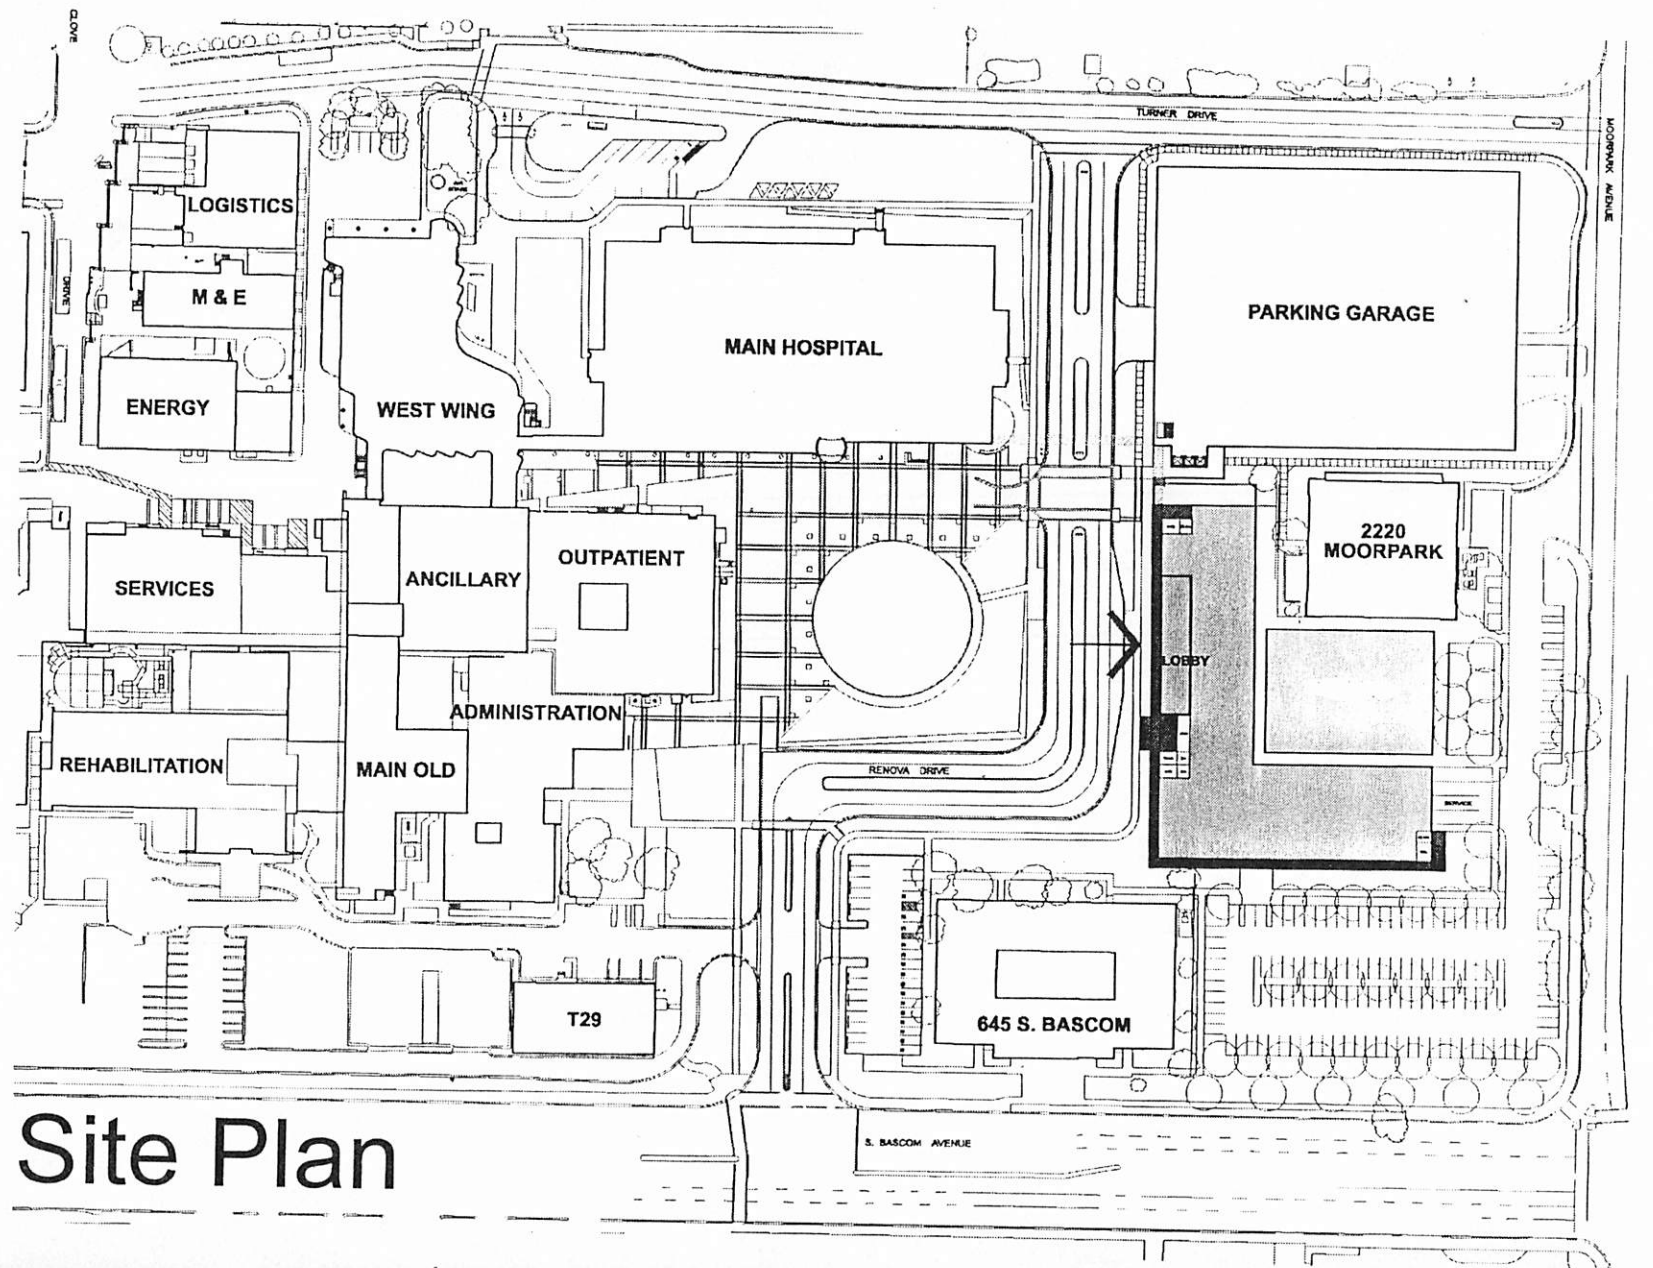 CLOVE
TURNER DRIVE
MOORPARK AVENUE
LOGISTICS
DRIVE
M & E
PARKING GARAGE
MAIN HOSPITAL
ENERGY
WEST WING
2220
MOORPARK
OUTPATIENT
ANCILLARY
SERVICES
LOBBY
ADMINISTRATION
REHABILITATION
MAIN OLD
RENOVA DRIVE
SERVICE
T29
645 S. BASCOM
Site Plan
S. BASCOM AVENUE